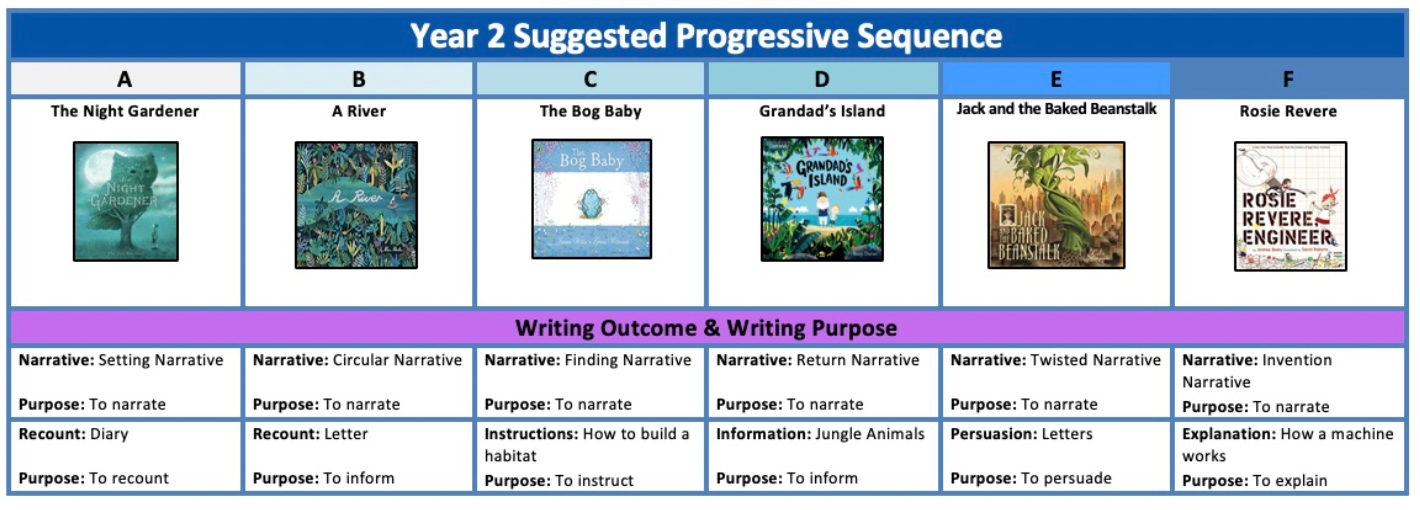 Year 2 Suggested Progressive Sequence
A B C D E F
The Night Gardener
A River
The Bog Baby
Grandad's Island
Jack and the Baked Beanstalk
Rosie Revere
THE NIGHT GARDENER
A River
The Bog Baby
GRANDAD'S ISLAND
JACK AND THE BAKED BEANSTALK
ROSIE REVERE, ENGINEER
Writing Outcome & Writing Purpose
Narrative: Setting Narrative
Purpose: To narrate
Narrative: Circular Narrative
Purpose: To narrate
Narrative: Finding Narrative
Purpose: To narrate
Narrative: Return Narrative
Purpose: To narrate
Narrative: Twisted Narrative
Purpose: To narrate
Narrative: Invention
Narrative
Purpose: To narrate
Recount: Diary
Purpose: To recount
Recount: Letter
Purpose: To inform
Instructions: How to build a
habitat
Purpose: To instruct
Information: Jungle Animals
Purpose: To inform
Persuasion: Letters
Purpose: To persuade
Explanation: How a machine
works
Purpose: To explain